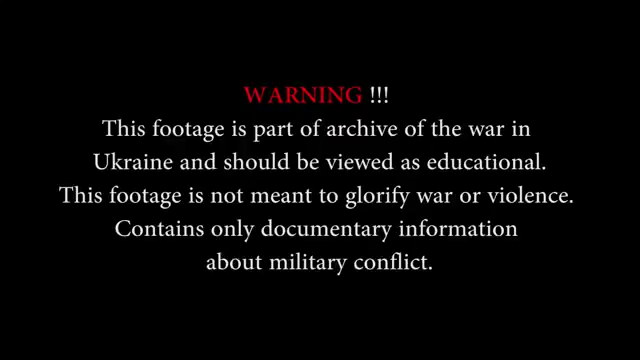 WARNING !!!
This footage is part of archive of the war in
Ukraine and should be viewed as educational.
This footage is not meant to glorify war or violence.
Contains only documentary information
about military conflict.